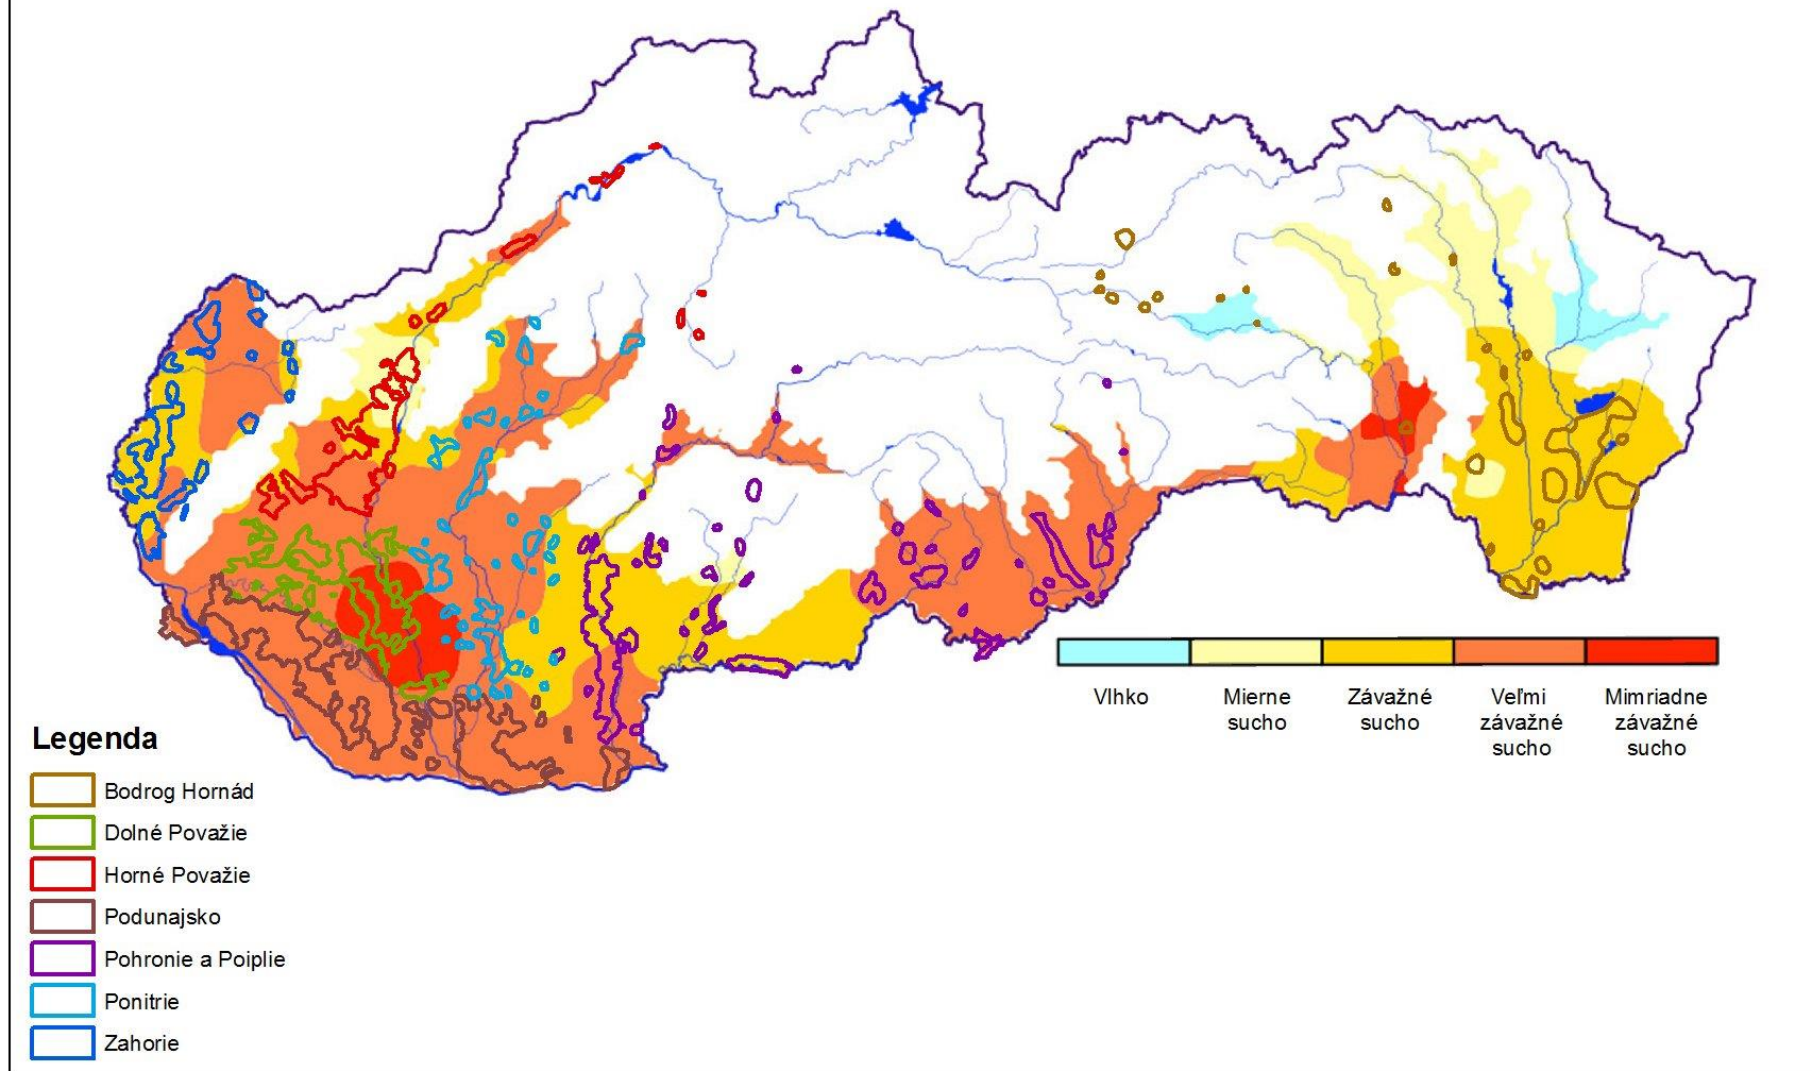 Vlhko
Mierne
sucho
Závažné
sucho
Veľmi
závažné
sucho
Mimriadne
závažné
sucho
Legenda
Bodrog Hornád
Dolné Považie
Horné Považie
Podunajsko
Pohronie a Poiplie
Ponitrie
Zahorie